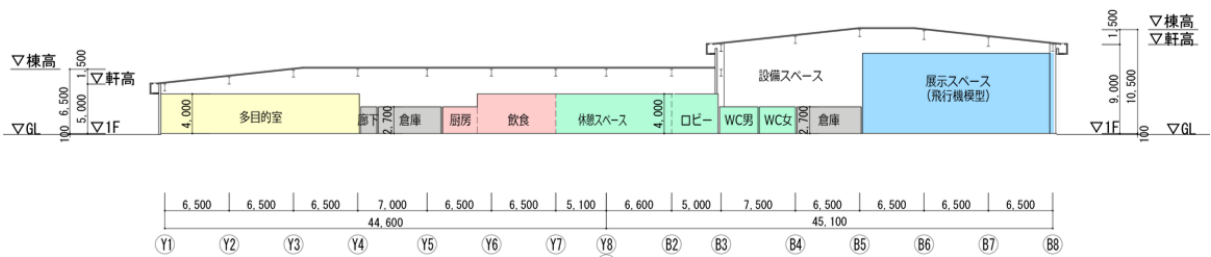 ▽棟高
▽軒高
1,500
6,500
5,000
100
▽GL
▽1F
4,000
多目的室
廊下
2,700
倉庫
厨房
飲食
休憩スペース
4,000
ロビー
WC男
WC女
2,700
倉庫
設備スペース
展示スペース
(飛行機模型)
1,500
9,000
10,500
100
▽棟高
▽軒高
▽1F
▽GL
6,500 6,500 6,500 7,000 6,500 6,500 5,100 6,600 5,000 7,500 6,500 6,500 6,500 6,500
44,600 45,100
Y1 Y2 Y3 Y4 Y5 Y6 Y7 Y8 B2 B3 B4 B5 B6 B7 B8